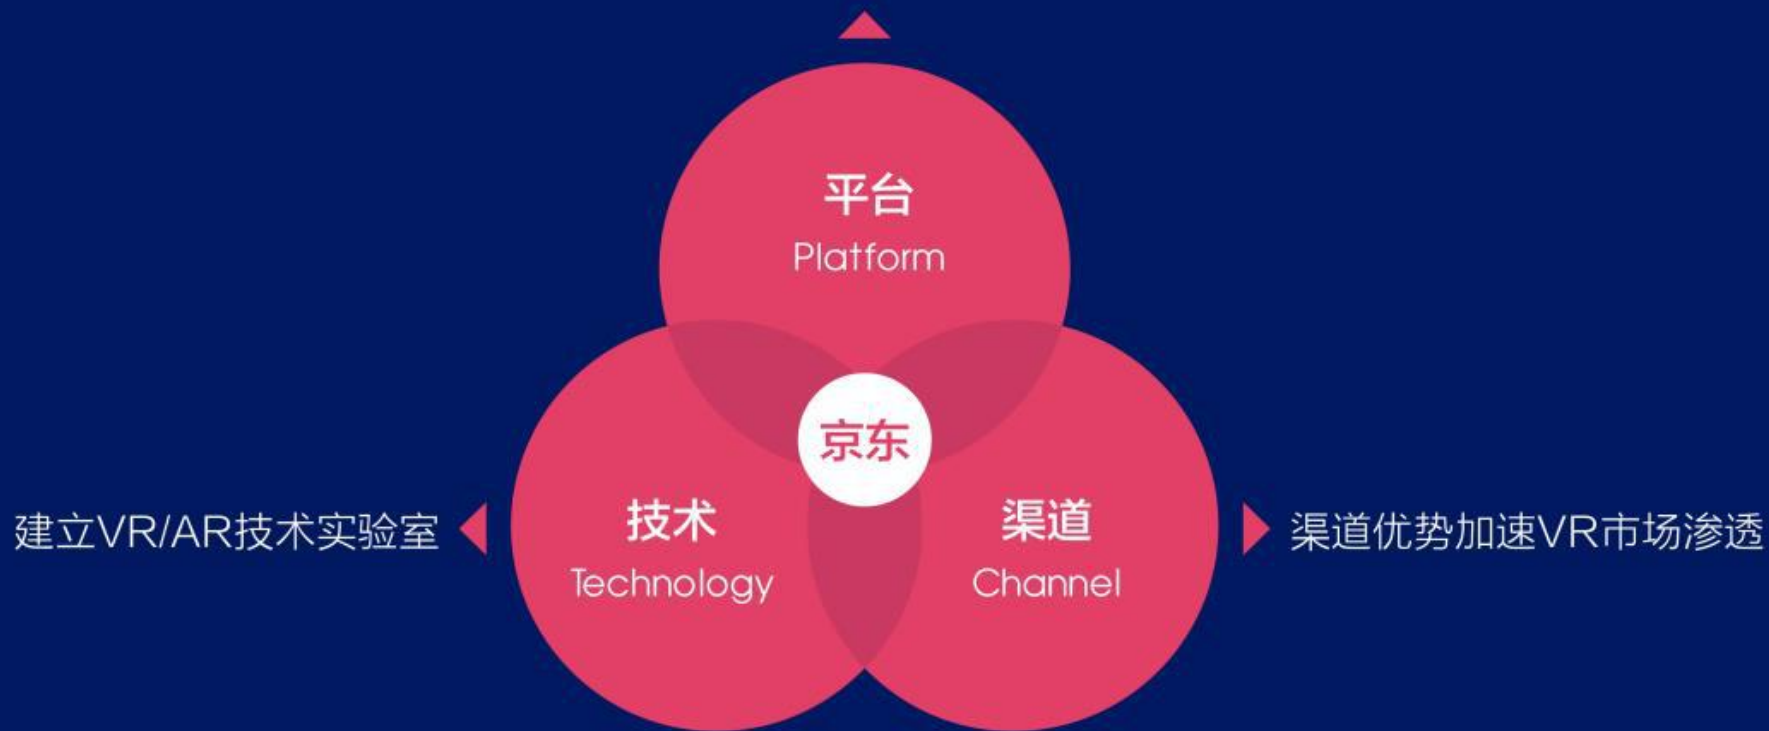 平台
Platform
京东
建立VR/AR技术实验室
技术
Technology
渠道
Channel
渠道优势加速VR市场渗透